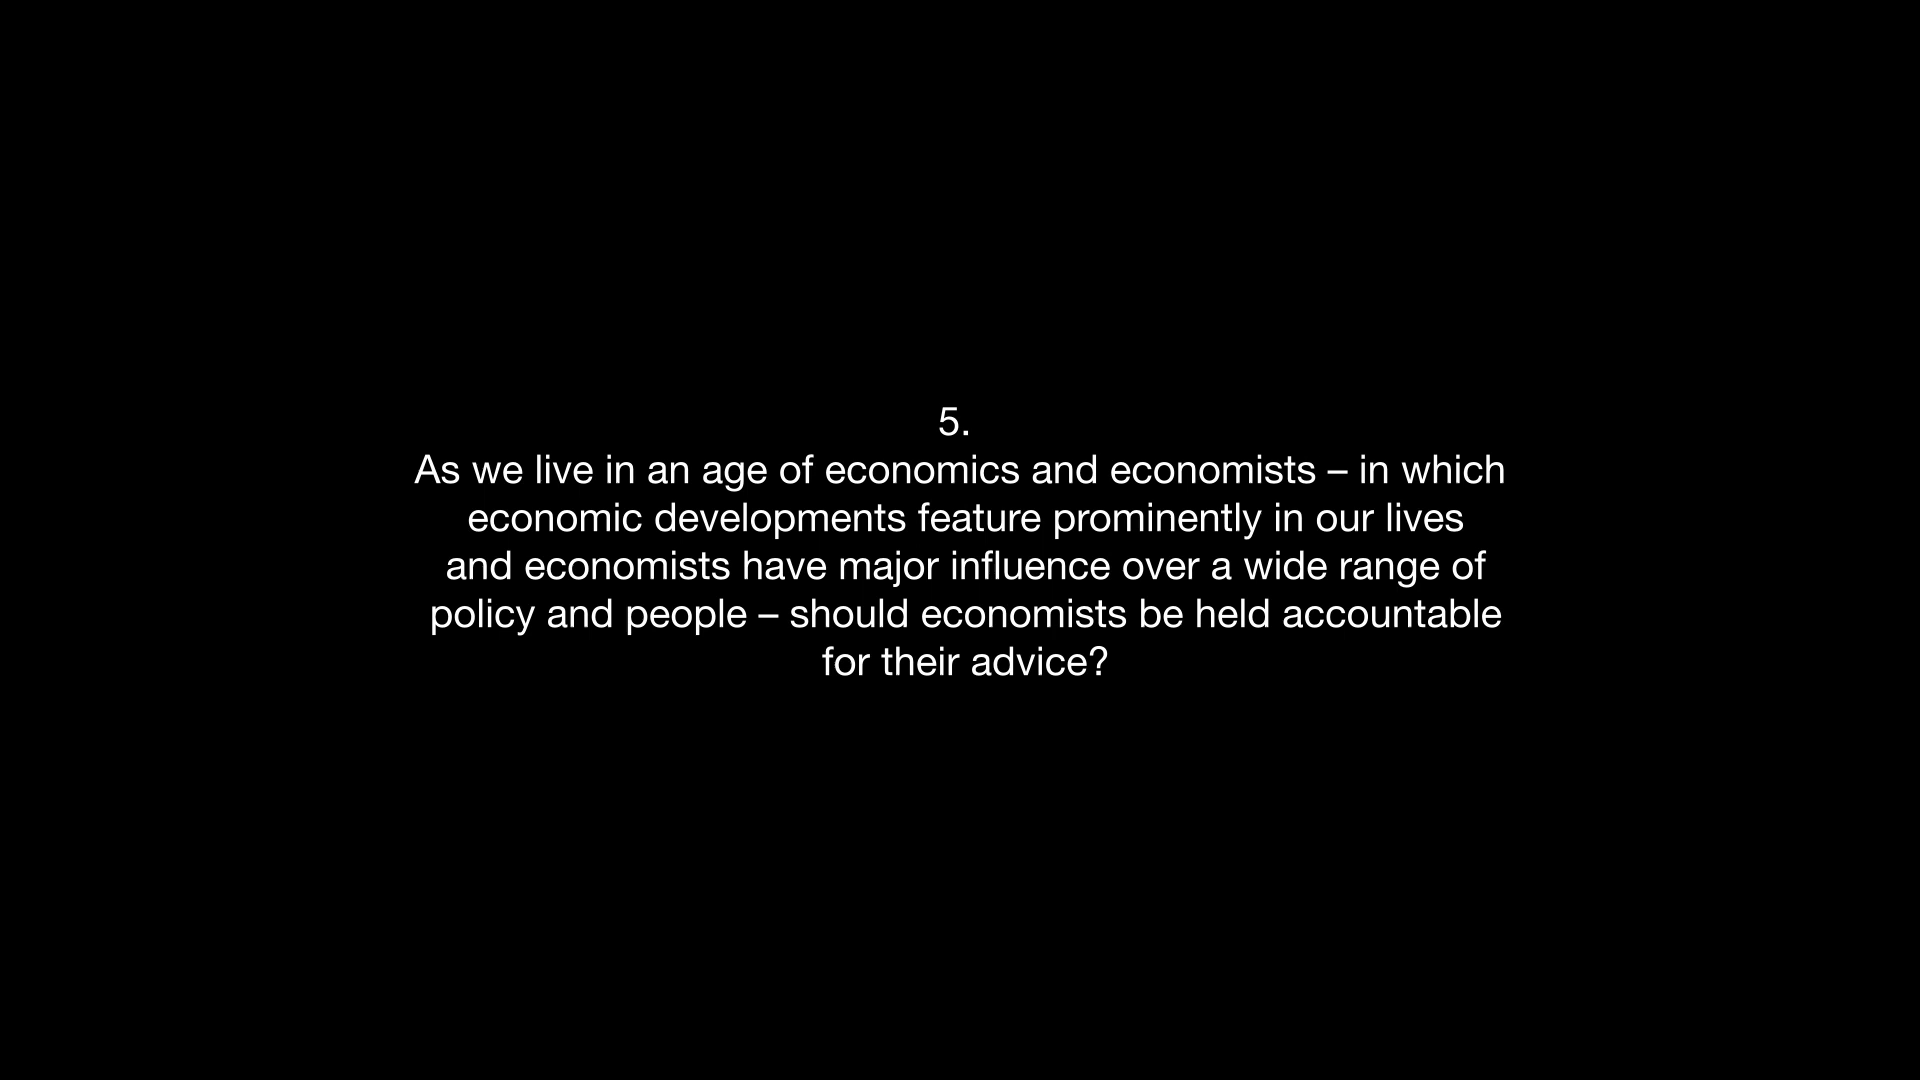 5.
As we live in an age of economics and economists – in which
economic developments feature prominently in our lives
and economists have major influence over a wide range of
policy and people – should economists be held accountable
for their advice?